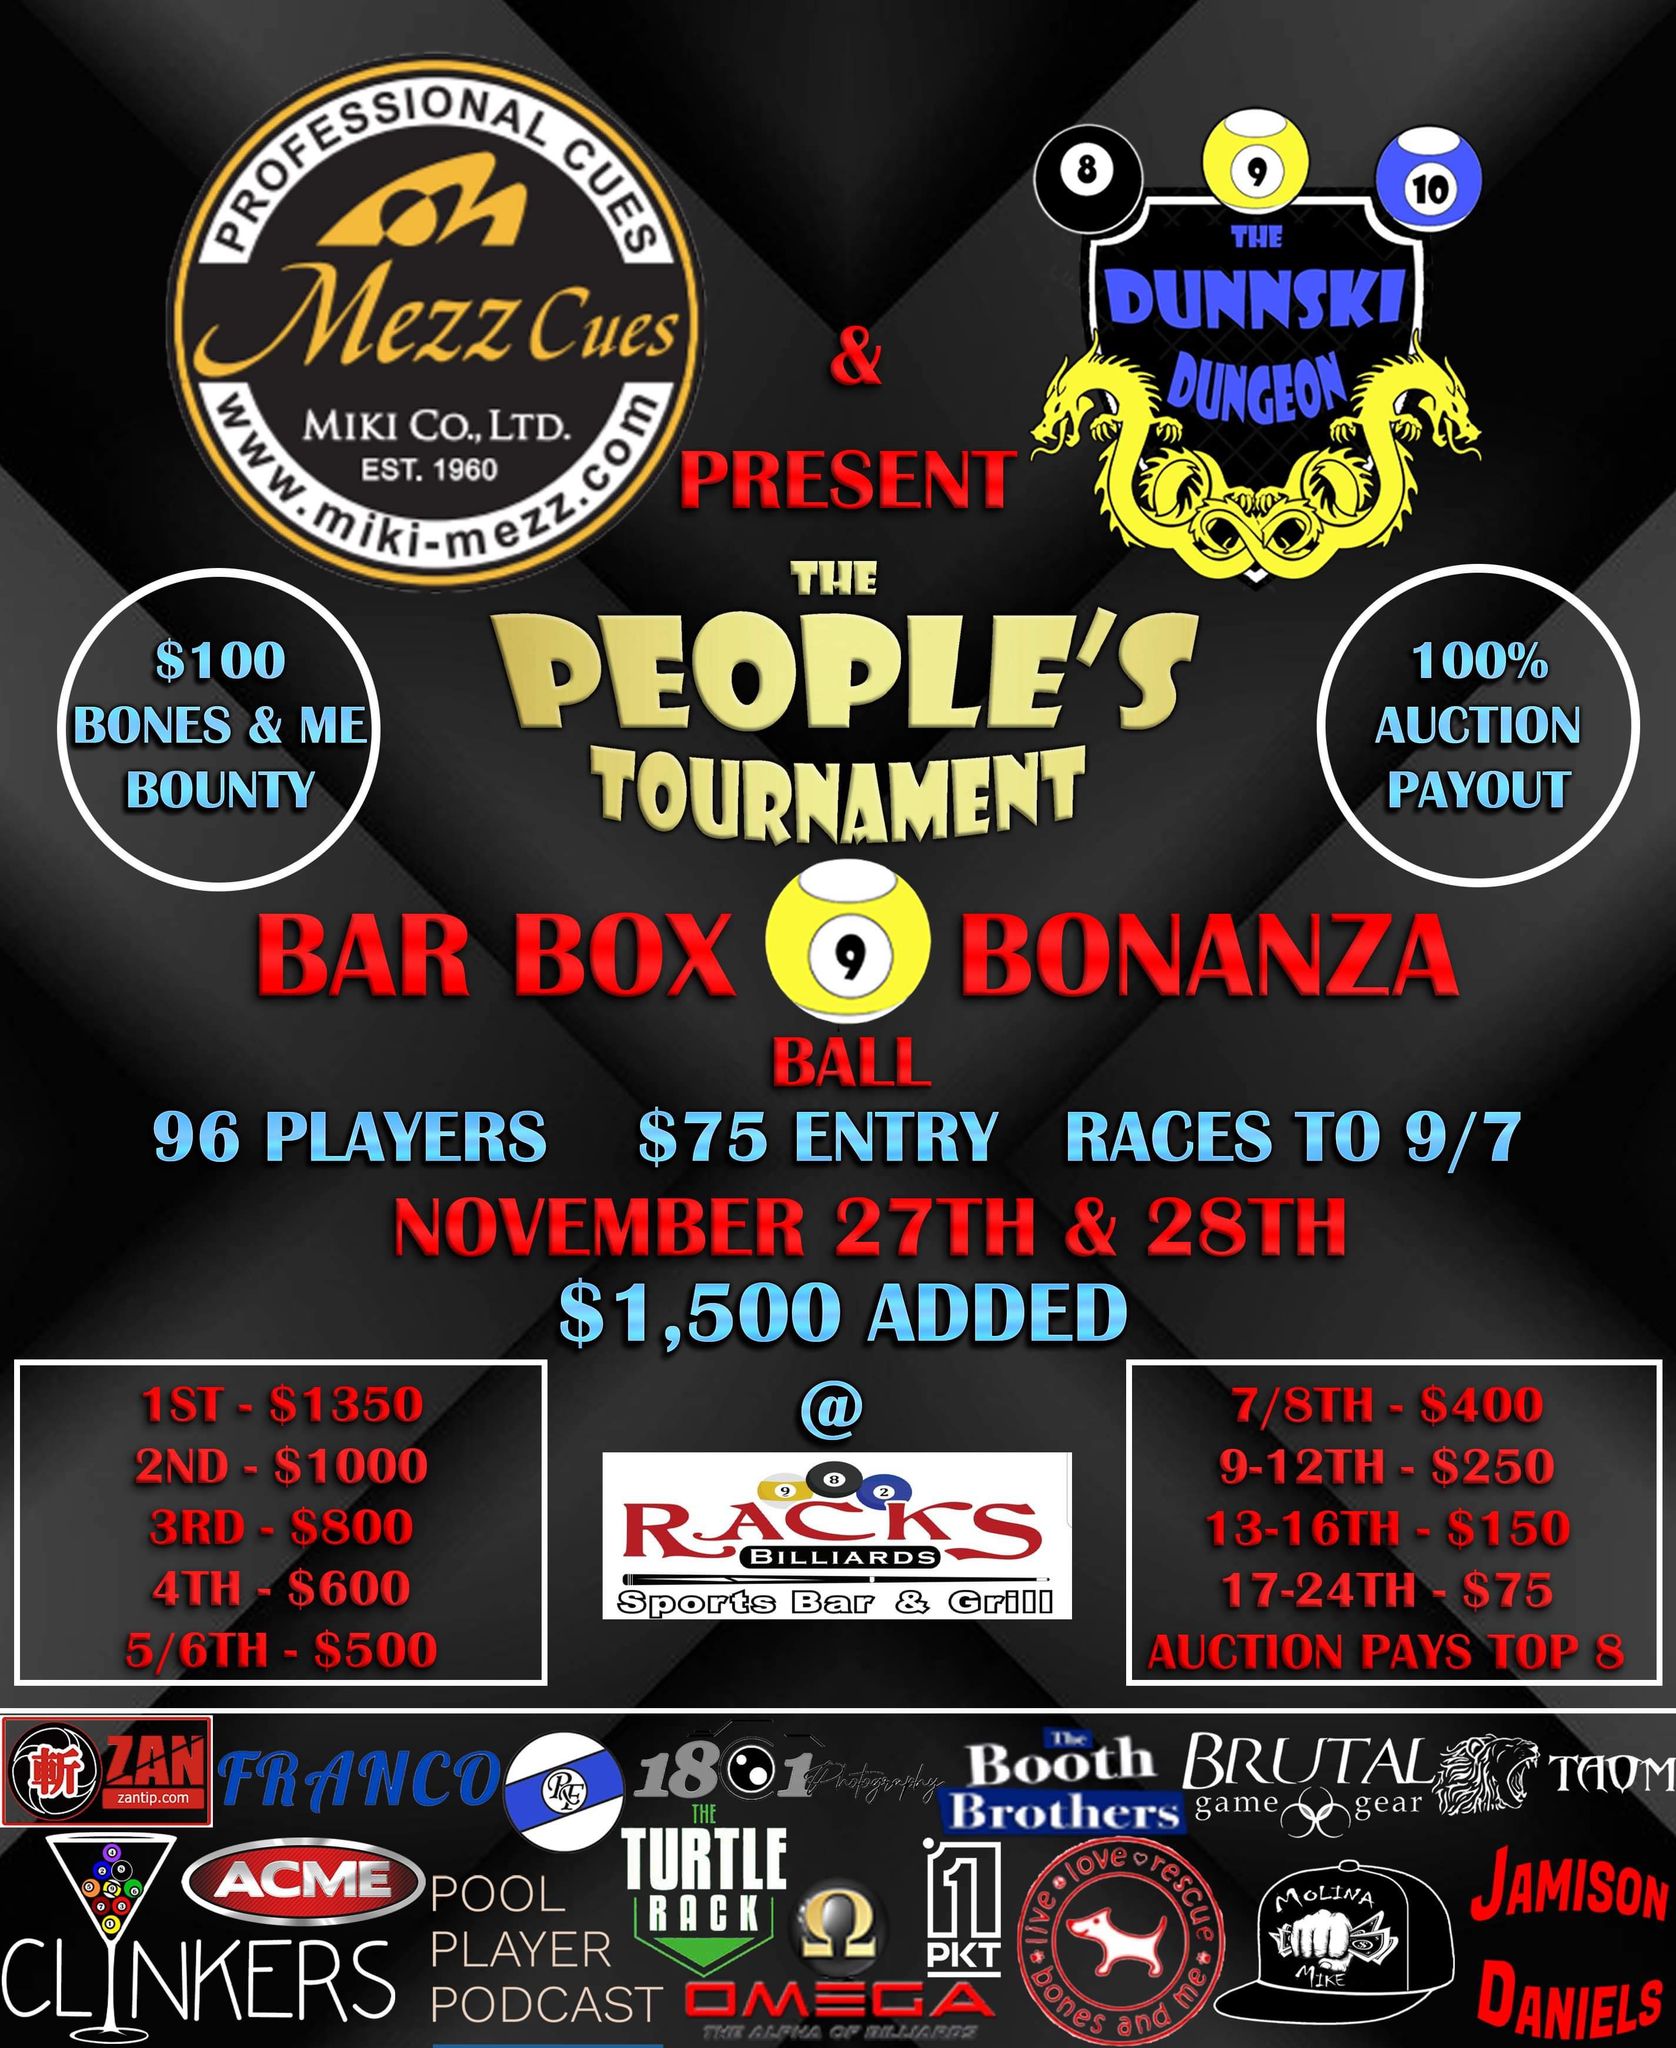 PROFESSIONAL CUES
Mezz Cues
MIKI CO., LTD.
EST. 1960
www.miki-mezz.com
8
9
10
THE
DUNNSKI
DUNGEON
&
PRESENT
THE
PEOPLE'S
TOURNAMENT
$100
BONES & ME
BOUNTY
100%
AUCTION
PAYOUT
BAR BOX 9 BONANZA
BALL
96 PLAYERS $75 ENTRY RACES TO 9/7
NOVEMBER 27TH & 28TH
$1,500 ADDED
@
1ST - $1350
2ND - $1000
3RD - $800
4TH - $600
5/6TH - $500
9 8 2
RACKS
BILLIARDS
Sports Bar & Grill
7/8TH - $400
9-12TH - $250
13-16TH - $150
17-24TH - $75
AUCTION PAYS TOP 8
斬 ZAN
zantip.com
FRANCO
1801 Photography
The
Booth
Brothers
BRUTAL
game gear
TAOM
CLINKERS
ACME
POOL
PLAYER
PODCAST
THE
TURTLE
RACK
Ω
OMEGA
THE ALPHA OF BILLIARDS
1
PKT
live love rescue
bones and me
MOLINA
MIKE
JAMISON
DANIELS